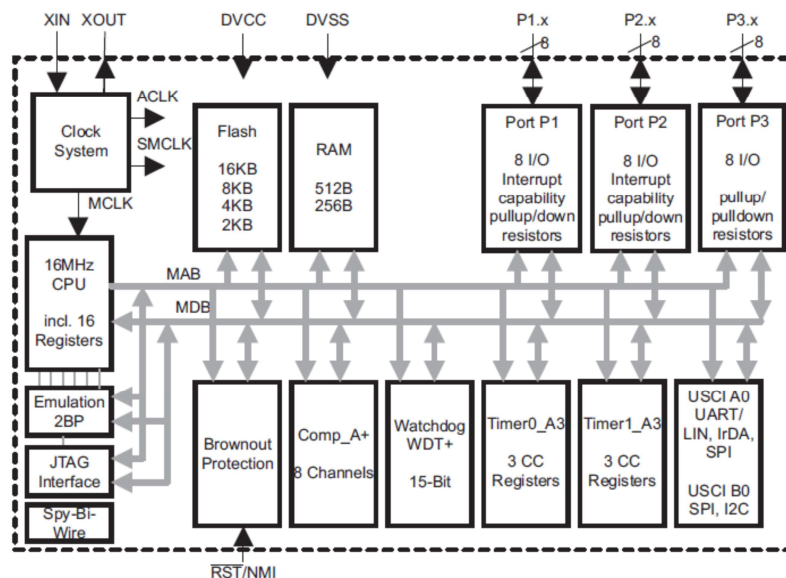 XIN XOUT DVCC DVSS P1.x P2.x P3.x
8 8 8
ACLK
SMCLK
MCLK
Clock
System
Flash
16KB
8KB
4KB
2KB
RAM
512B
256B
Port P1
8 I/O
Interrupt
capability
pullup/down
resistors
Port P2
8 I/O
Interrupt
capability
pullup/down
resistors
Port P3
8 I/O
pullup/
pulldown
resistors
16MHz
CPU
incl. 16
Registers
MAB
MDB
Emulation
2BP
JTAG
Interface
Spy-Bi-
Wire
Brownout
Protection
Comp_A+
8 Channels
Watchdog
WDT+
15-Bit
Timer0_A3
3 CC
Registers
Timer1_A3
3 CC
Registers
USCI A0
UART/
LIN, IrDA,
SPI
USCI B0
SPI, I2C
RST/NMI